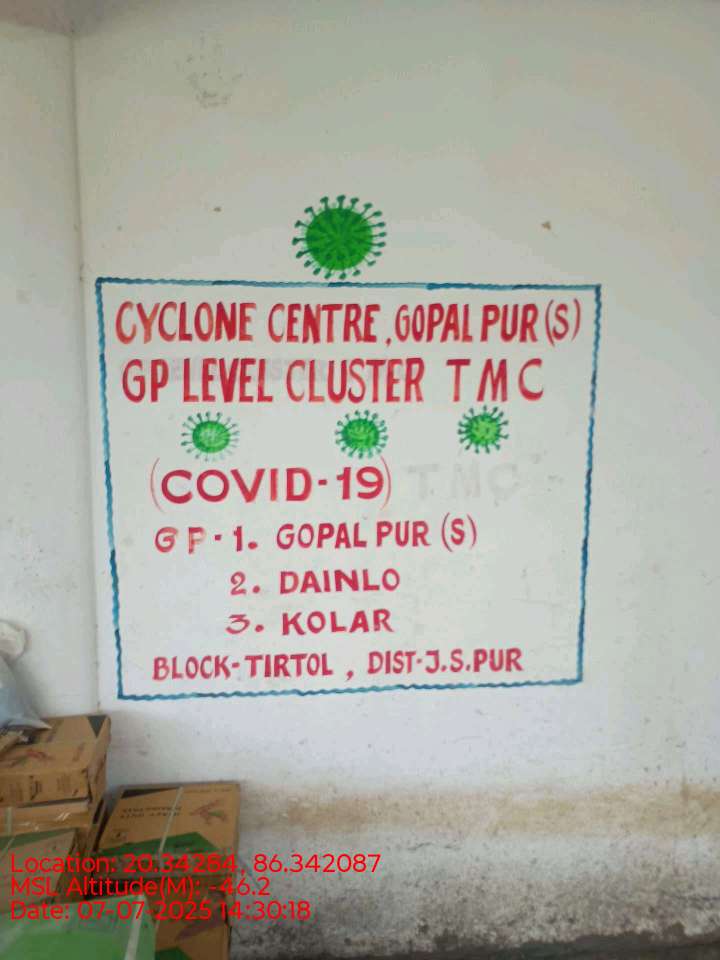 CYCLONE CENTRE, GOPAL PUR (S)
GP LEVEL CLUSTER TMC
(COVID-19)
TMC
GP-1. GOPAL PUR (S)
2. DAINLO
3. KOLAR
BLOCK-TIRTOL, DIST-J.S.PUR
Location: 20.34284, 86.342087
MSL Altitude(M): -46.2
Date: 07-07-2025 14:30:18